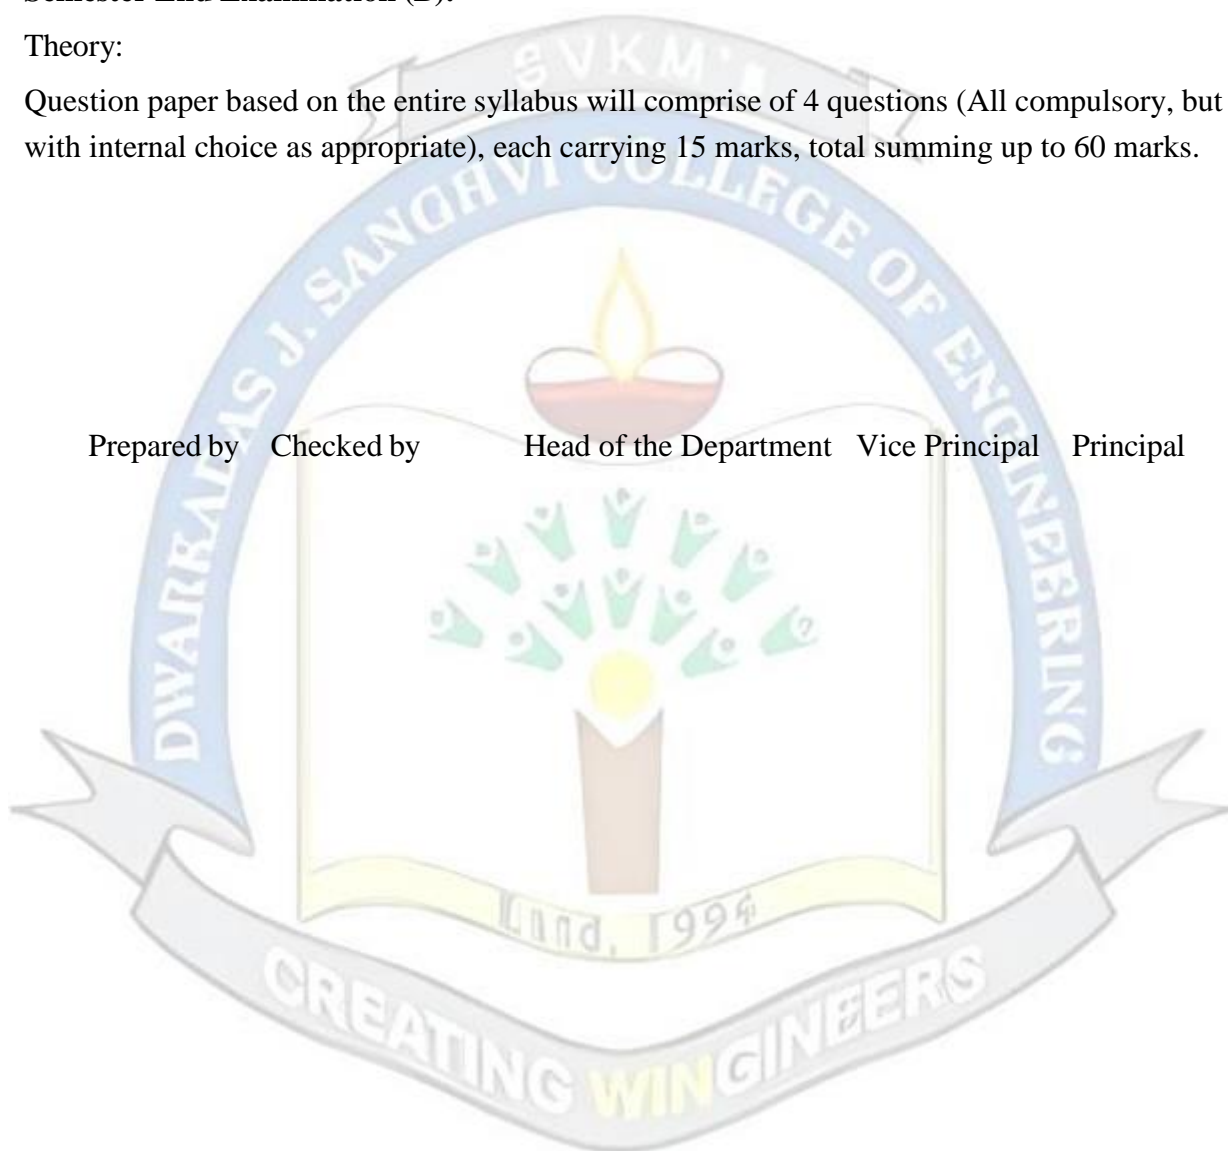 Semester End Examination (B):
Theory:
Question paper based on the entire syllabus will comprise of 4 questions (All compulsory, but
with internal choice as appropriate), each carrying 15 marks, total summing up to 60 marks.
SVKM's
DWARKADAS J. SANGHVI COLLEGE OF ENGINEERING
Prepared by Checked by Head of the Department Vice Principal Principal
1994
CREATING WINGINEERS